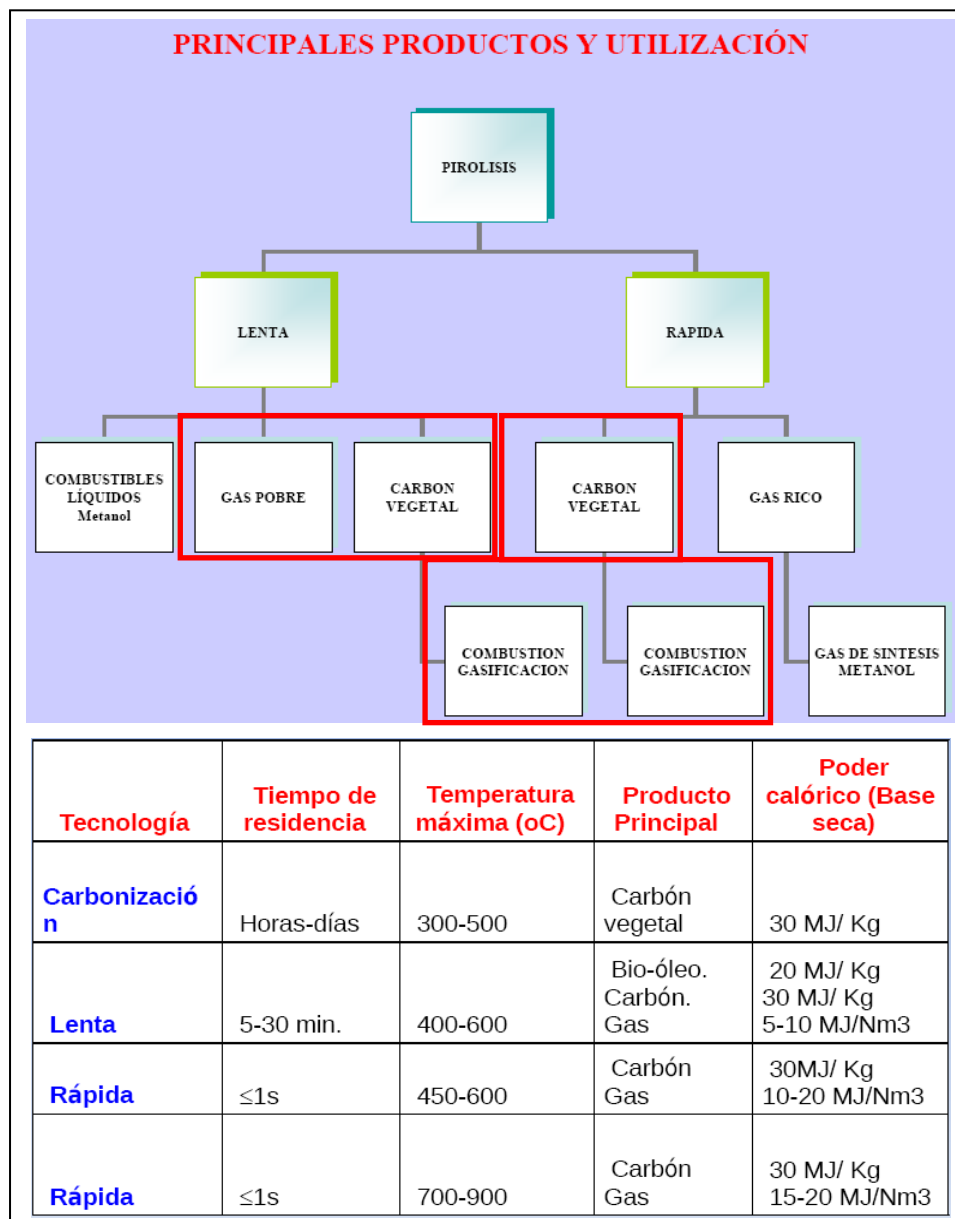 PRINCIPALES PRODUCTOS Y UTILIZACIÓN
PIROLISIS
LENTA
RAPIDA
COMBUSTIBLES
LÍQUIDOS
Metanol
GAS POBRE
CARBON
VEGETAL
CARBON
VEGETAL
GAS RICO
COMBUSTION
GASIFICACION
COMBUSTION
GASIFICACION
GAS DE SINTESIS
METANOL
Tecnología
Tiempo de
residencia
Temperatura
máxima (oC)
Producto
Principal
Poder
calórico (Base
seca)
Carbonizació
n
Horas-días
300-500
Carbón
vegetal
30 MJ/ Kg
Lenta
5-30 min.
400-600
Bio-óleo.
Carbón.
Gas
20 MJ/ Kg
30 MJ/ Kg
5-10 MJ/Nm3
Rápida
≤1s
450-600
Carbón
Gas
30MJ/ Kg
10-20 MJ/Nm3
Rápida
≤1s
700-900
Carbón
Gas
30 MJ/ Kg
15-20 MJ/Nm3